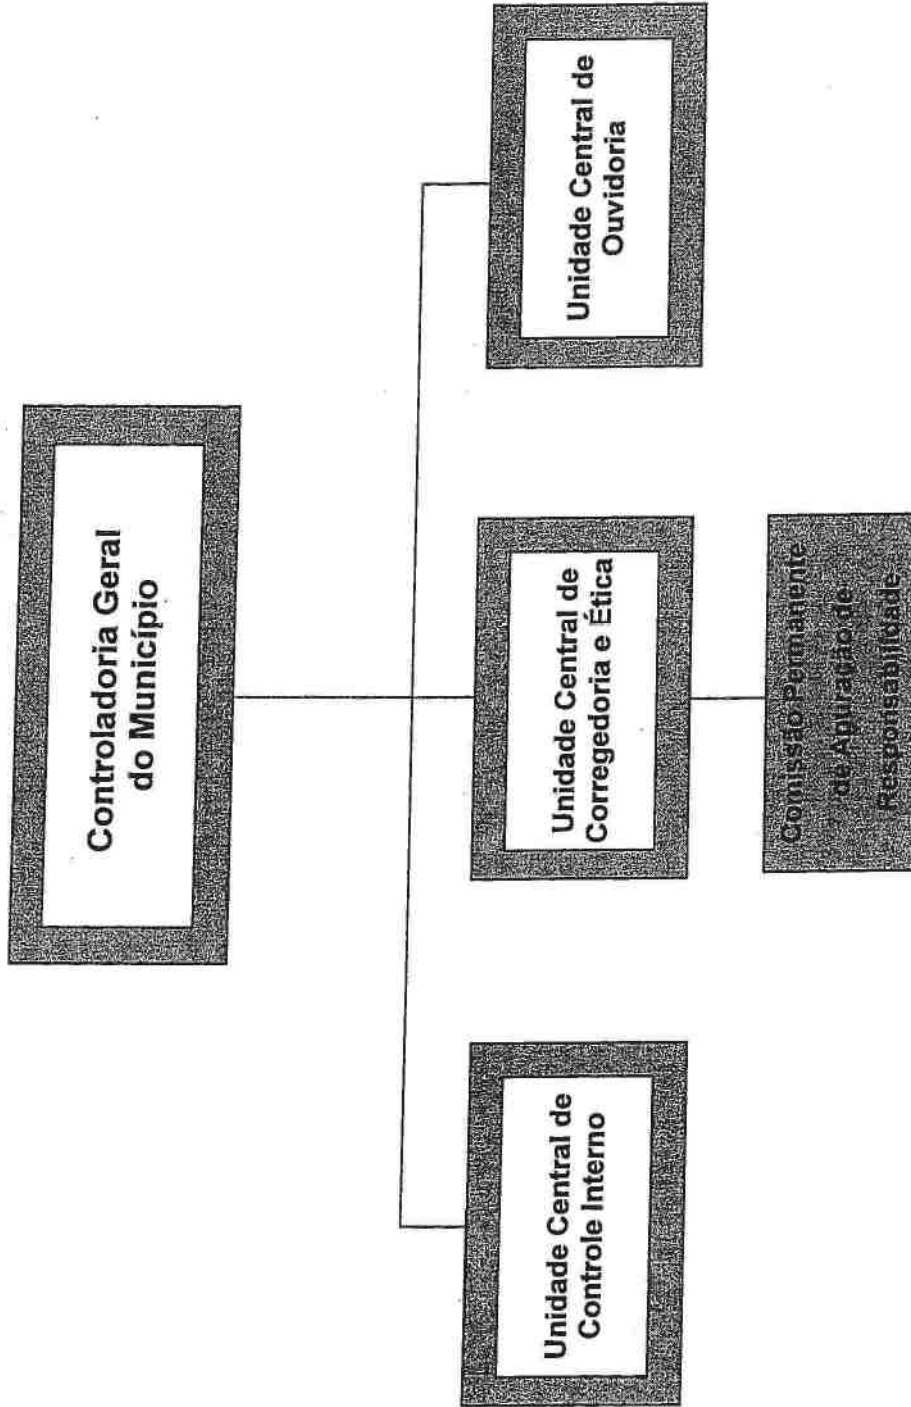 Controladoria Geral
do Município
Unidade Central de
Controle Interno
Unidade Central de
Corregedoria e Ética
Unidade Central de
Ouvidoria
Comissão Permanente
de Apuração de
Responsabilidade